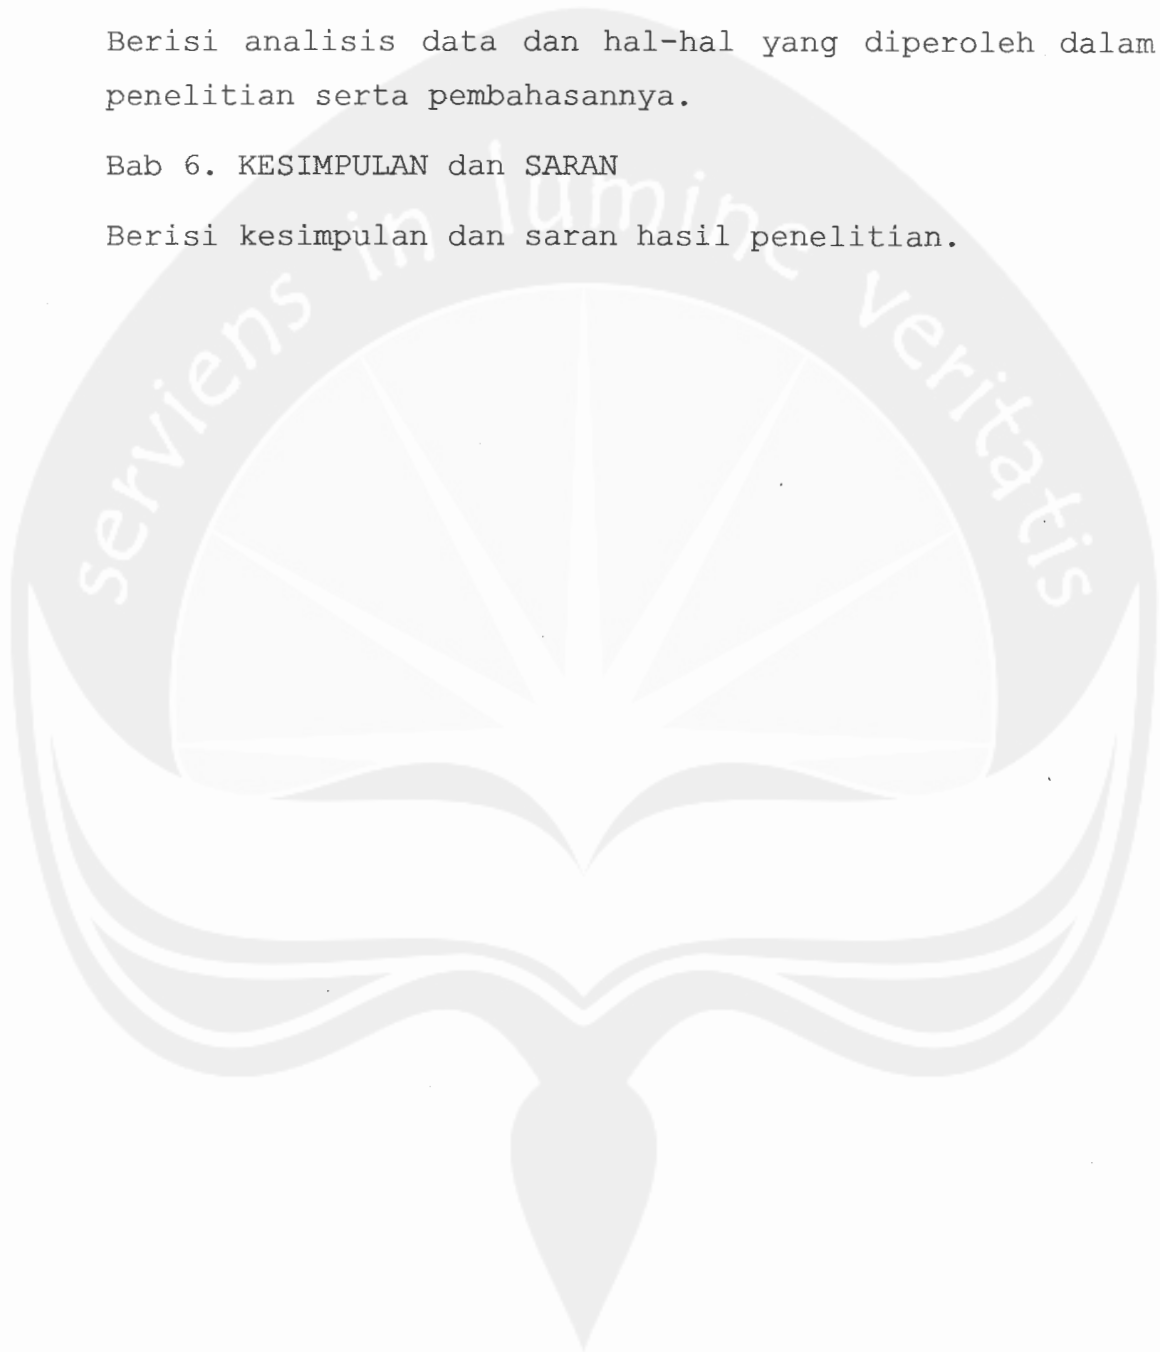 Berisi analisis data dan hal-hal yang diperoleh dalam
penelitian serta pembahasannya.
Bab 6. KESIMPULAN dan SARAN
Berisi kesimpulan dan saran hasil penelitian.
serviens in lumine veritatis